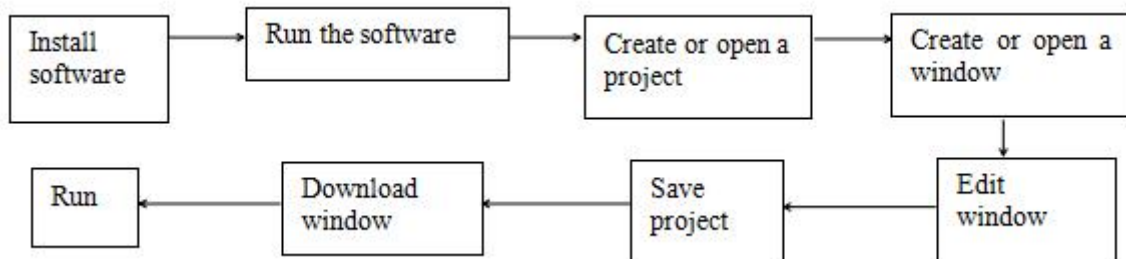 Install
software
Run the software
Create or open a
project
Create or open a
window
Edit
window
Save
project
Download
window
Run